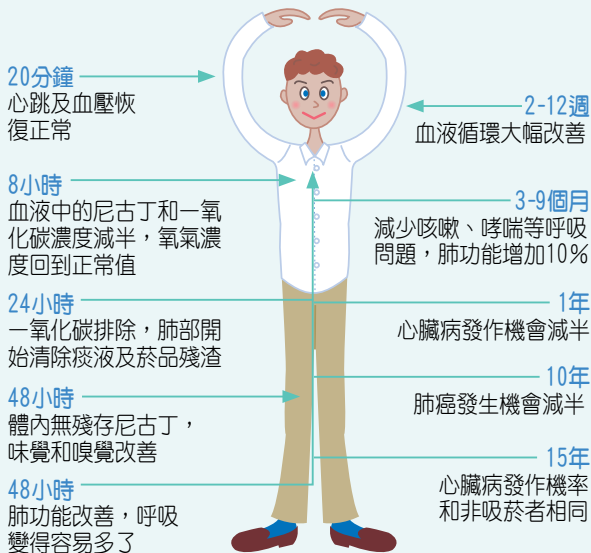 20分鐘
心跳及血壓恢
復正常
8小時
血液中的尼古丁和一氧
化碳濃度減半，氧氣濃
度回到正常值
24小時
一氧化碳排除，肺部開
始清除痰液及菸品殘渣
48小時
體內無殘存尼古丁，
味覺和嗅覺改善
48小時
肺功能改善，呼吸
變得容易多了
2-12週
血液循環大幅改善
3-9個月
減少咳嗽、哮喘等呼吸
問題，肺功能增加10%
1年
心臟病發作機會減半
10年
肺癌發生機會減半
15年
心臟病發作機率
和非吸菸者相同